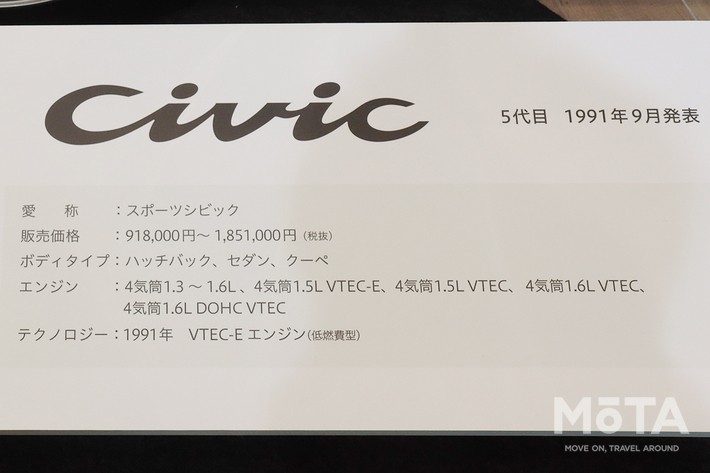 Civic
5代目 1991年9月発表
愛 称 ：スポーツシビック
販売価格 ：918,000円～1,851,000円（税抜）
ボディタイプ：ハッチバック、セダン、クーペ
エンジン ：4気筒1.3～1.6L、4気筒1.5L VTEC-E、4気筒1.5L VTEC、4気筒1.6L VTEC、
4気筒1.6L DOHC VTEC
テクノロジー：1991年 VTEC-E エンジン(低燃費型)
MōTA
MOVE ON, TRAVEL AROUND